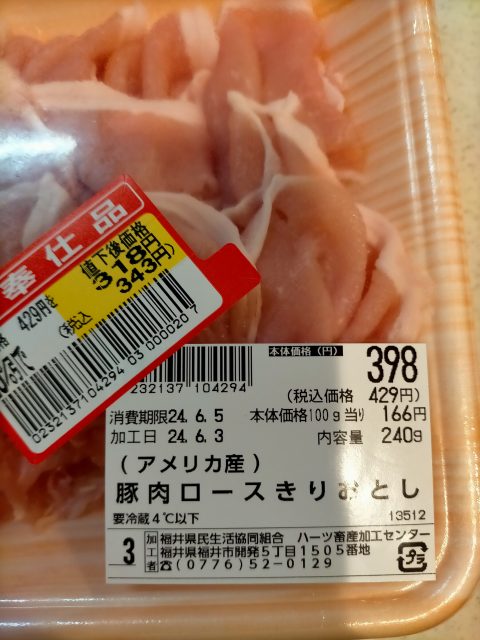 奉仕品
429円を
値下後価格
318円
(税込 343円)
0232137104294 03 0000207
232137 104294
本体価格(円) 398
(税込価格 429円)
消費期限24.6.5 本体価格100g当り 166円
加工日 24.6.3 内容量 240g
(アメリカ産)
豚肉ロースきりおとし
要冷蔵4℃以下 13512
3 加工者 福井県民生活協同組合 ハーツ畜産加工センター
福井県福井市開発5丁目1505番地
☎(0776)52-0129
プラ